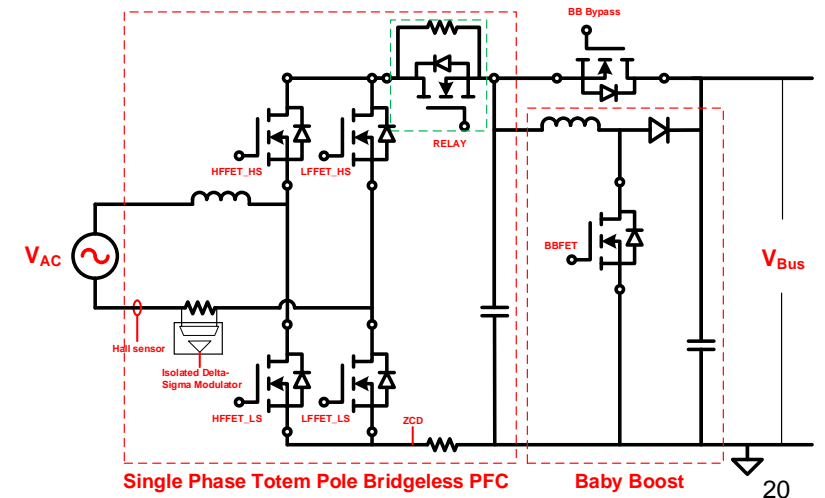 BB Bypass
RELAY
HFFET_HS
LFFET_HS
BBFET
VAC
VBus
Hall sensor
Isolated Delta-
Sigma Modulator
HFFET_LS
LFFET_LS
ZCD
Single Phase Totem Pole Bridgeless PFC
Baby Boost
20